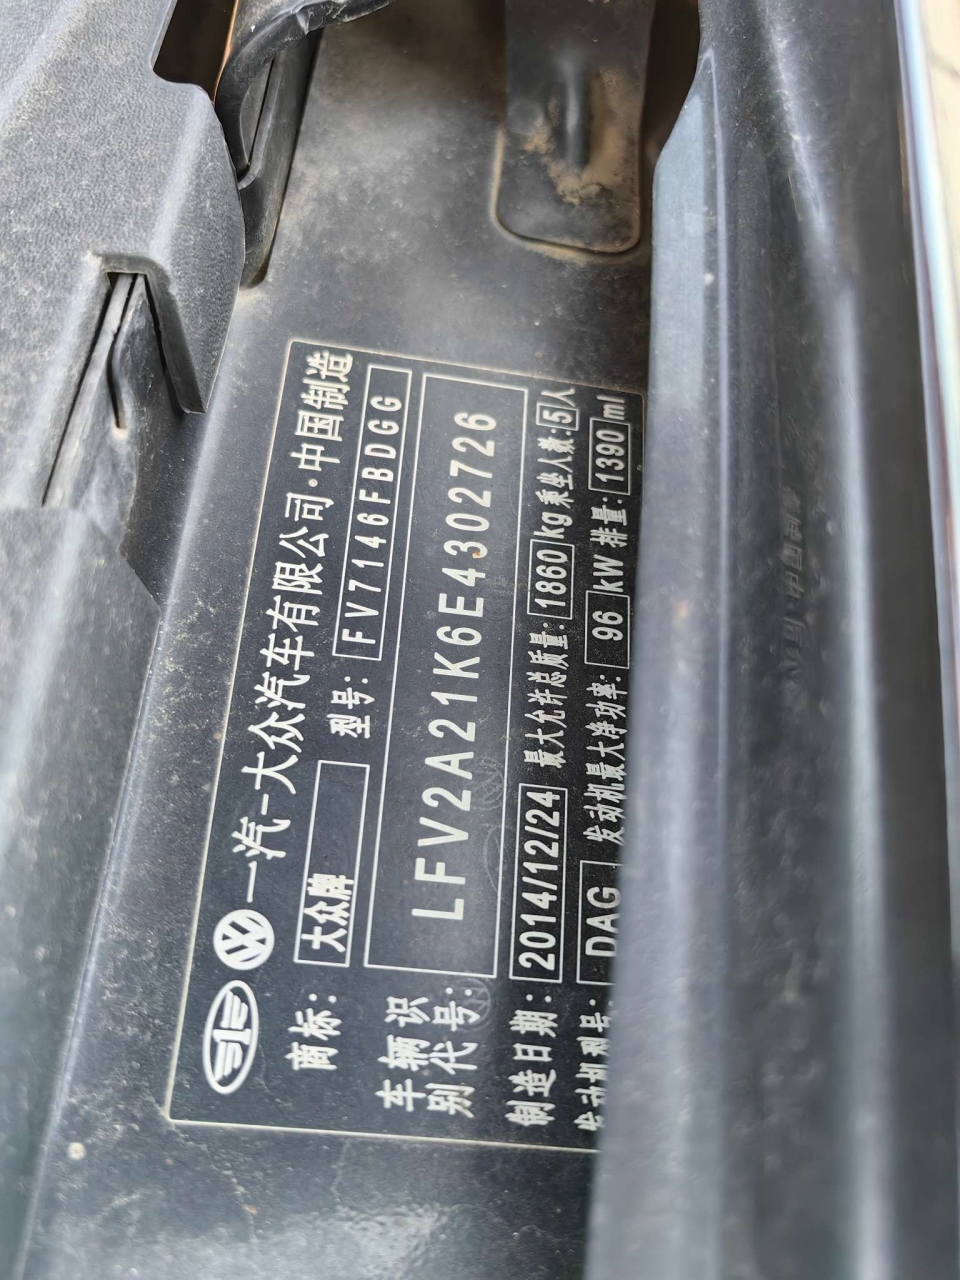 一汽-大众汽车有限公司·中国制造
商标: 大众牌 型号: FV7146FBDGG
车辆识别代号: LFV2A21K6E4302726
制造日期: 2014/12/24 最大允许总质量: 1860 kg 乘坐人数: 5 人
发动机型号: DAG 发动机最大净功率: 96 kW 排量: 1390 ml